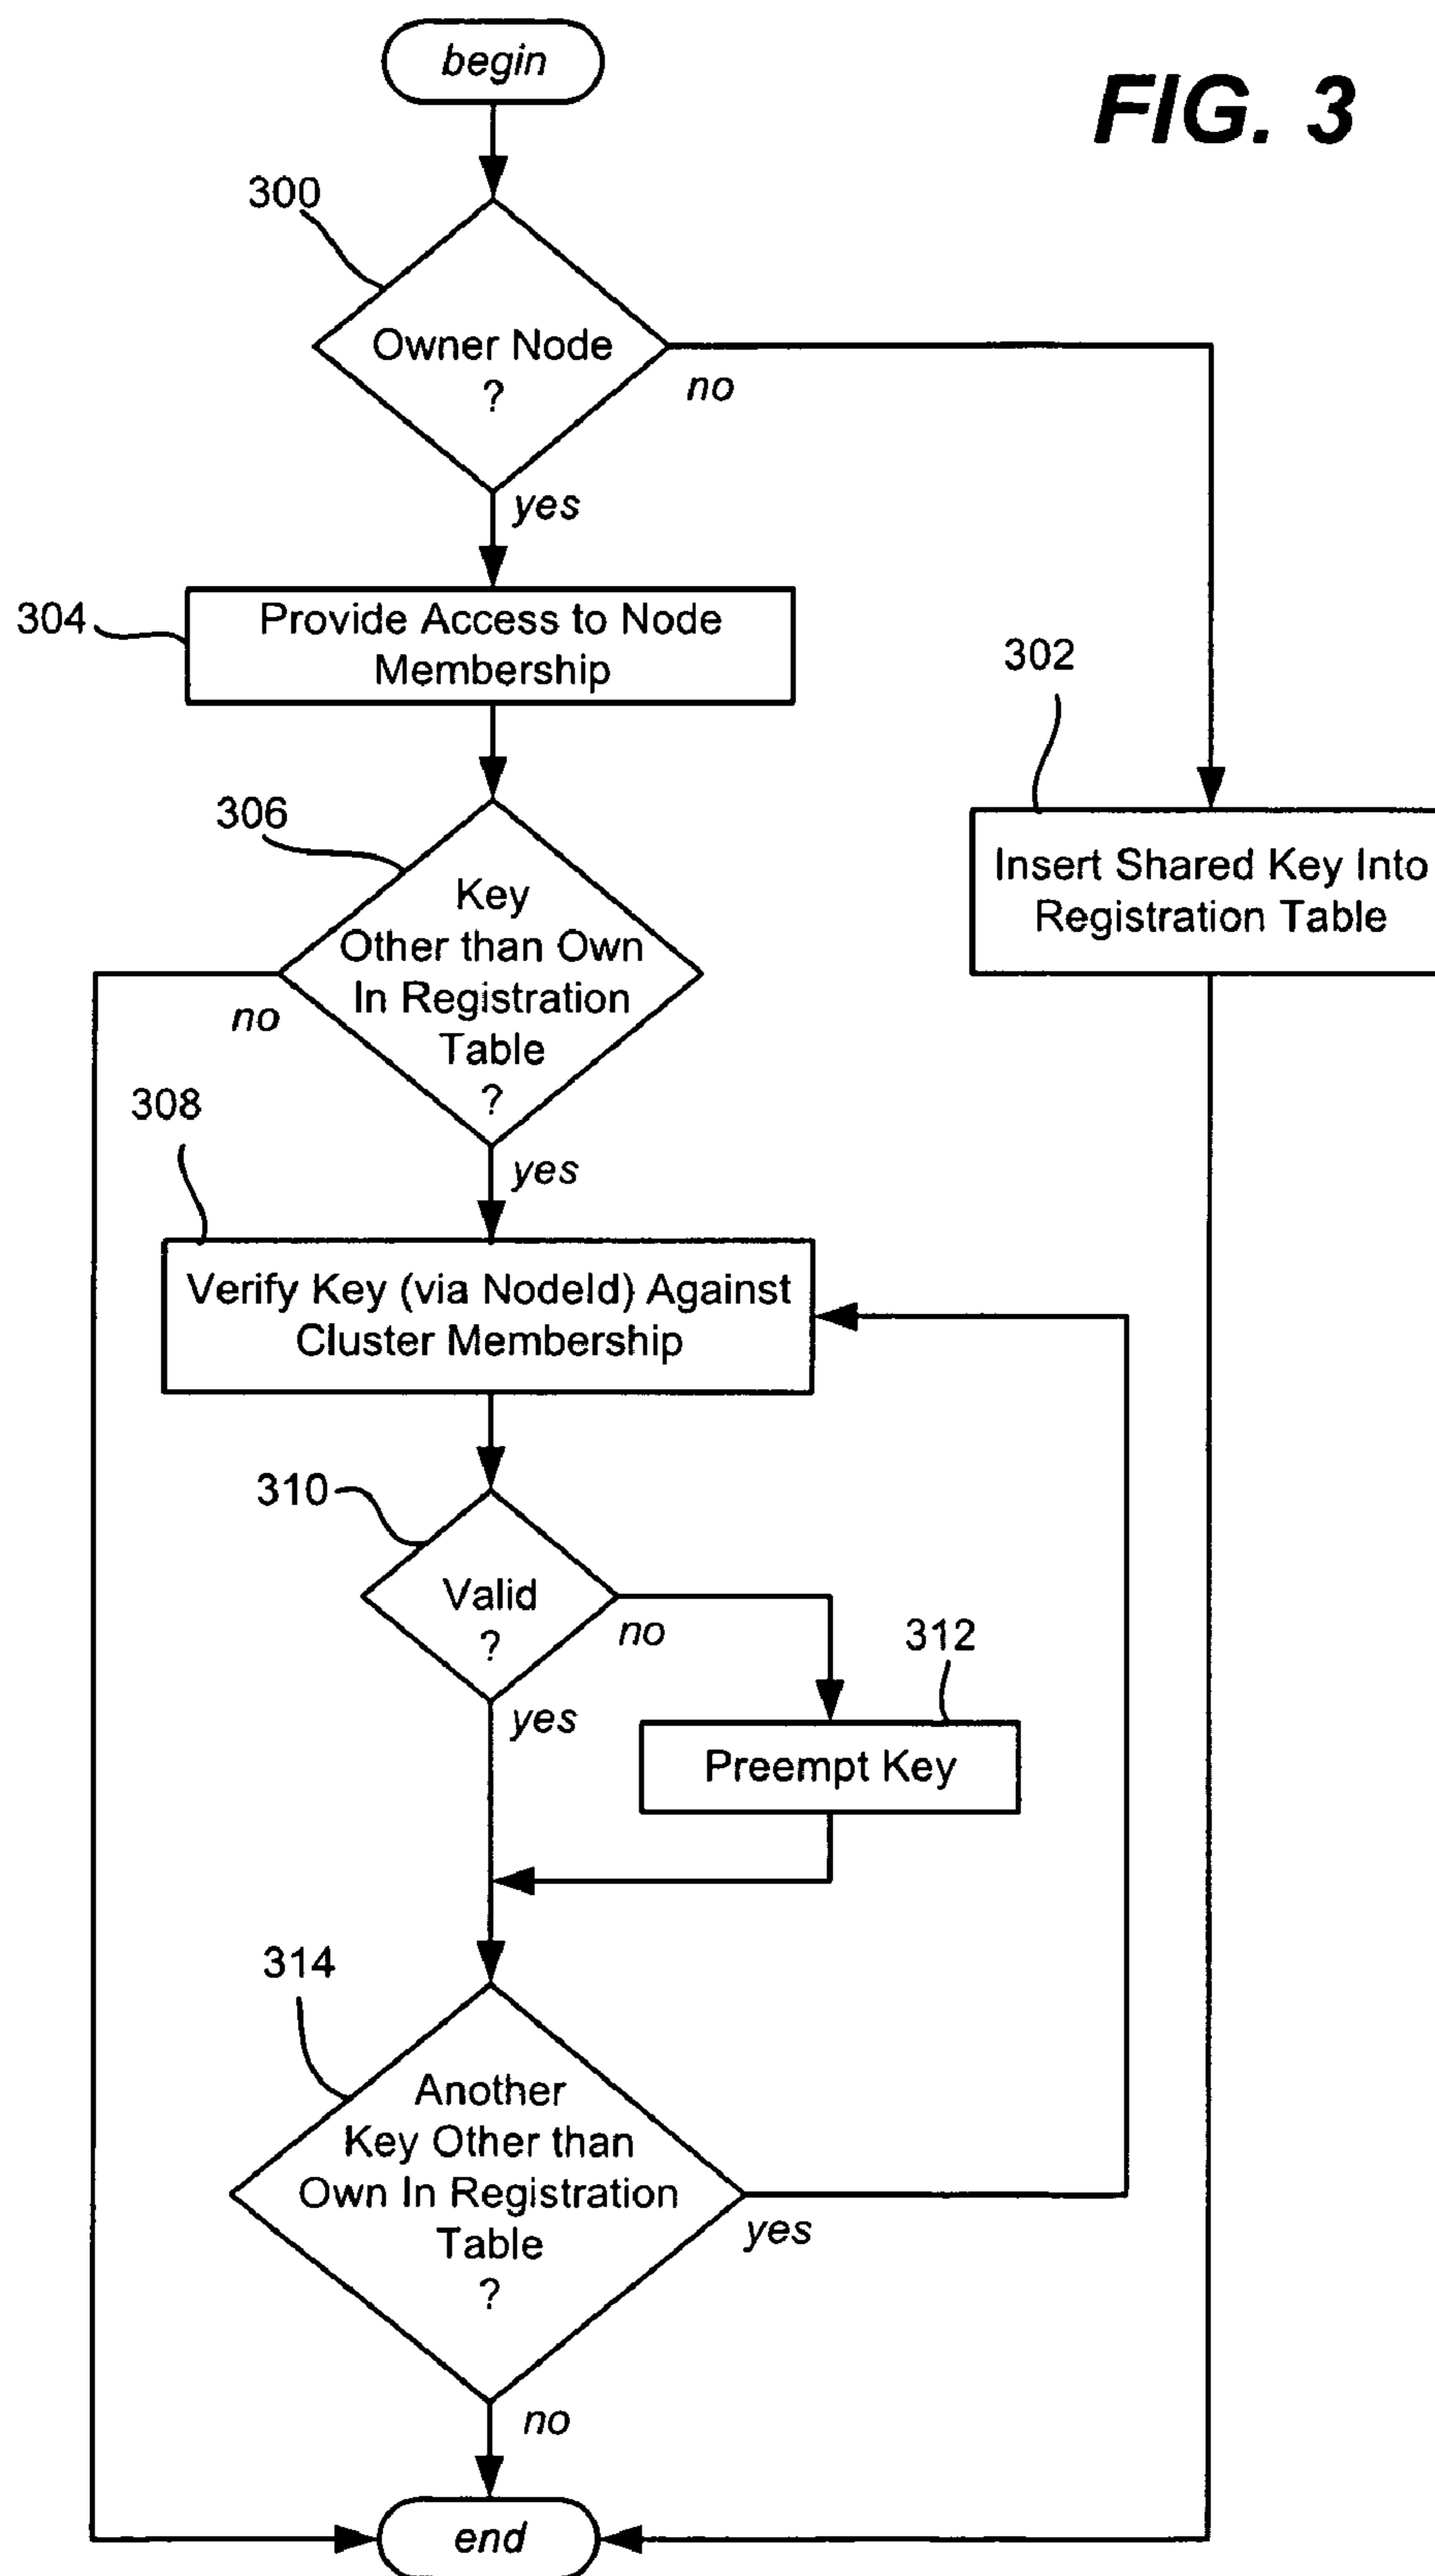 begin
FIG. 3
300
Owner Node
?
no
yes
304
Provide Access to Node
Membership
302
Insert Shared Key Into
Registration Table
306
Key
Other than Own
In Registration
Table
?
no
yes
308
Verify Key (via NodeId) Against
Cluster Membership
310
Valid
?
no
yes
312
Preempt Key
314
Another
Key Other than
Own In Registration
Table
?
yes
no
end